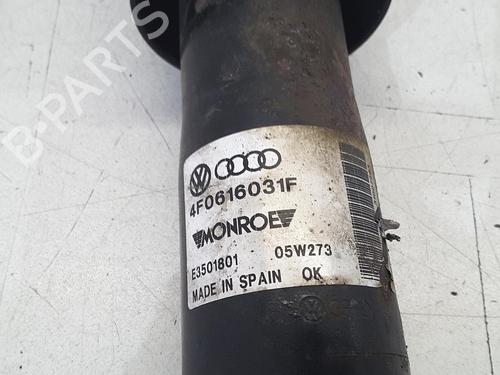 B-Parts
4F0616031F
MONROE
E3501801 05W273
MADE IN SPAIN OK